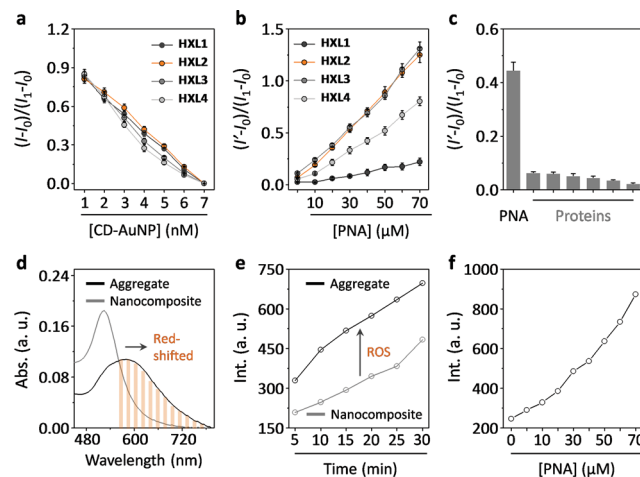 a
(I-I0)/(I1-I0)
1.2
0.9
0.6
0.3
0.0
HXL1
HXL2
HXL3
HXL4
1 2 3 4 5 6 7
[CD-AuNP] (nM)
b
(I'-I0)/(I1-I0)
1.5
1.0
0.5
0.0
HXL1
HXL2
HXL3
HXL4
10 30 50 70
[PNA] (μM)
c
(I'-I0)/(I1-I0)
0.6
0.4
0.2
0.0
PNA Proteins
d
Abs. (a. u.)
0.24
0.16
0.08
0.00
Aggregate
Nanocomposite
Red-
shifted
480 600 720
Wavelength (nm)
e
Int. (a. u.)
750
600
450
300
150
Aggregate
ROS
Nanocomposite
5 10 15 20 25 30
Time (min)
f
Int. (a. u.)
1000
800
600
400
200
0 10 30 50 70
[PNA] (μM)